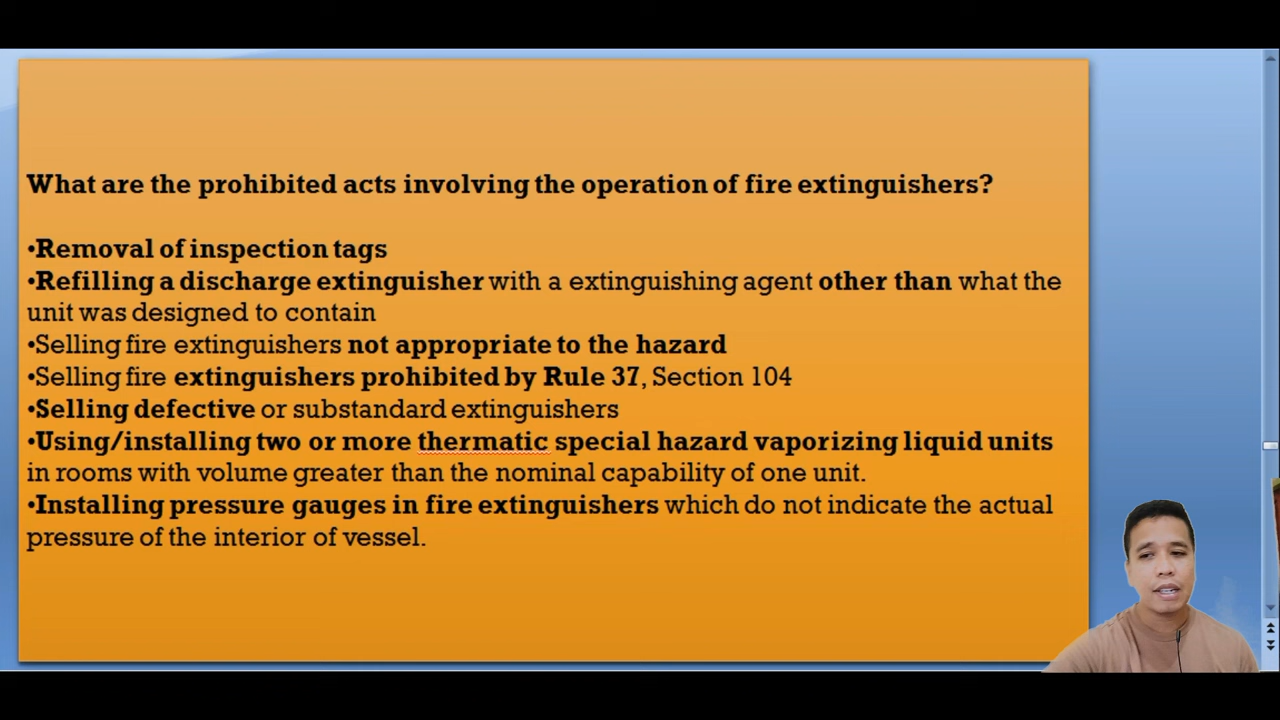 What are the prohibited acts involving the operation of fire extinguishers?
•Removal of inspection tags
•Refilling a discharge extinguisher with a extinguishing agent other than what the
unit was designed to contain
•Selling fire extinguishers not appropriate to the hazard
•Selling fire extinguishers prohibited by Rule 37, Section 104
•Selling defective or substandard extinguishers
•Using/installing two or more thermatic special hazard vaporizing liquid units
in rooms with volume greater than the nominal capability of one unit.
•Installing pressure gauges in fire extinguishers which do not indicate the actual
pressure of the interior of vessel.